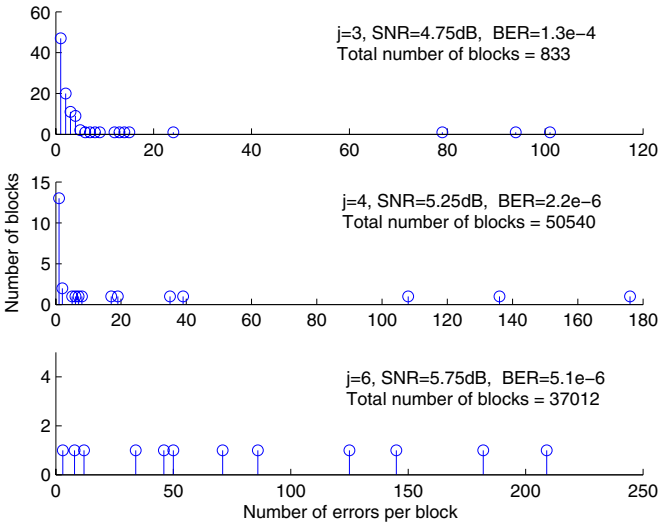 60
40
20
0
0 20 40 60 80 100 120
j=3, SNR=4.75dB, BER=1.3e−4
Total number of blocks = 833
15
10
5
0
0 20 40 60 80 100 120 140 160 180
j=4, SNR=5.25dB, BER=2.2e−6
Total number of blocks = 50540
Number of blocks
4
2
0
0 50 100 150 200 250
j=6, SNR=5.75dB, BER=5.1e−6
Total number of blocks = 37012
Number of errors per block